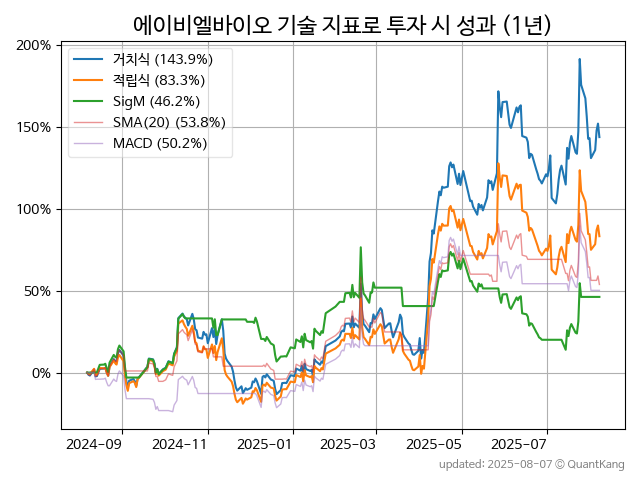 에이비엘바이오 기술 지표로 투자 시 성과 (1년)
200%
150%
100%
50%
0%
거치식 (143.9%)
적립식 (83.3%)
SigM (46.2%)
SMA(20) (53.8%)
MACD (50.2%)
2024-09 2024-11 2025-01 2025-03 2025-05 2025-07
updated: 2025-08-07 © QuantKang